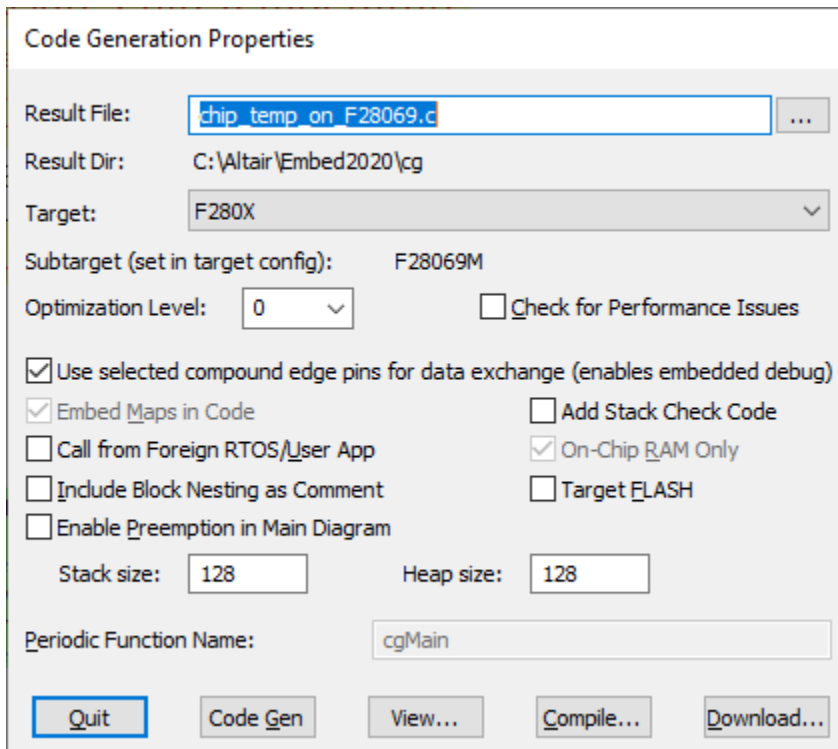 Code Generation Properties
Result File: chip_temp_on_F28069.c ...
Result Dir: C:\Altair\Embed2020\cg
Target: F280X
Subtarget (set in target config): F28069M
Optimization Level: 0 Check for Performance Issues
Use selected compound edge pins for data exchange (enables embedded debug)
Embed Maps in Code Add Stack Check Code
Call from Foreign RTOS/User App On-Chip RAM Only
Include Block Nesting as Comment Target FLASH
Enable Preemption in Main Diagram
Stack size: 128 Heap size: 128
Periodic Function Name: cgMain
Quit Code Gen View... Compile... Download...